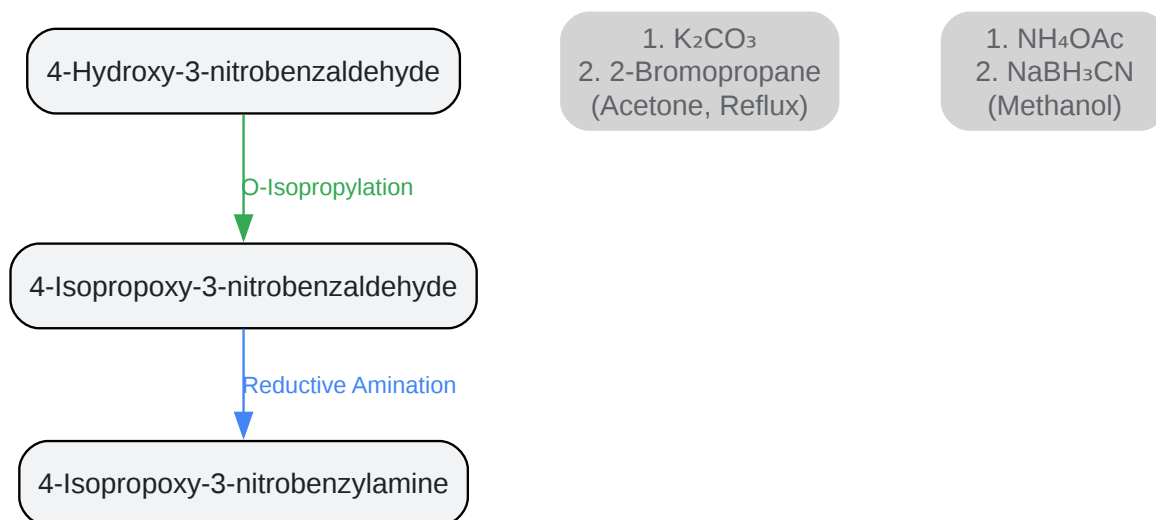 4-Hydroxy-3-nitrobenzaldehyde
1. K₂CO₃
2. 2-Bromopropane
(Acetone, Reflux)
1. NH₄OAc
2. NaBH₃CN
(Methanol)
O-Isopropylation
4-Isopropoxy-3-nitrobenzaldehyde
Reductive Amination
4-Isopropoxy-3-nitrobenzylamine